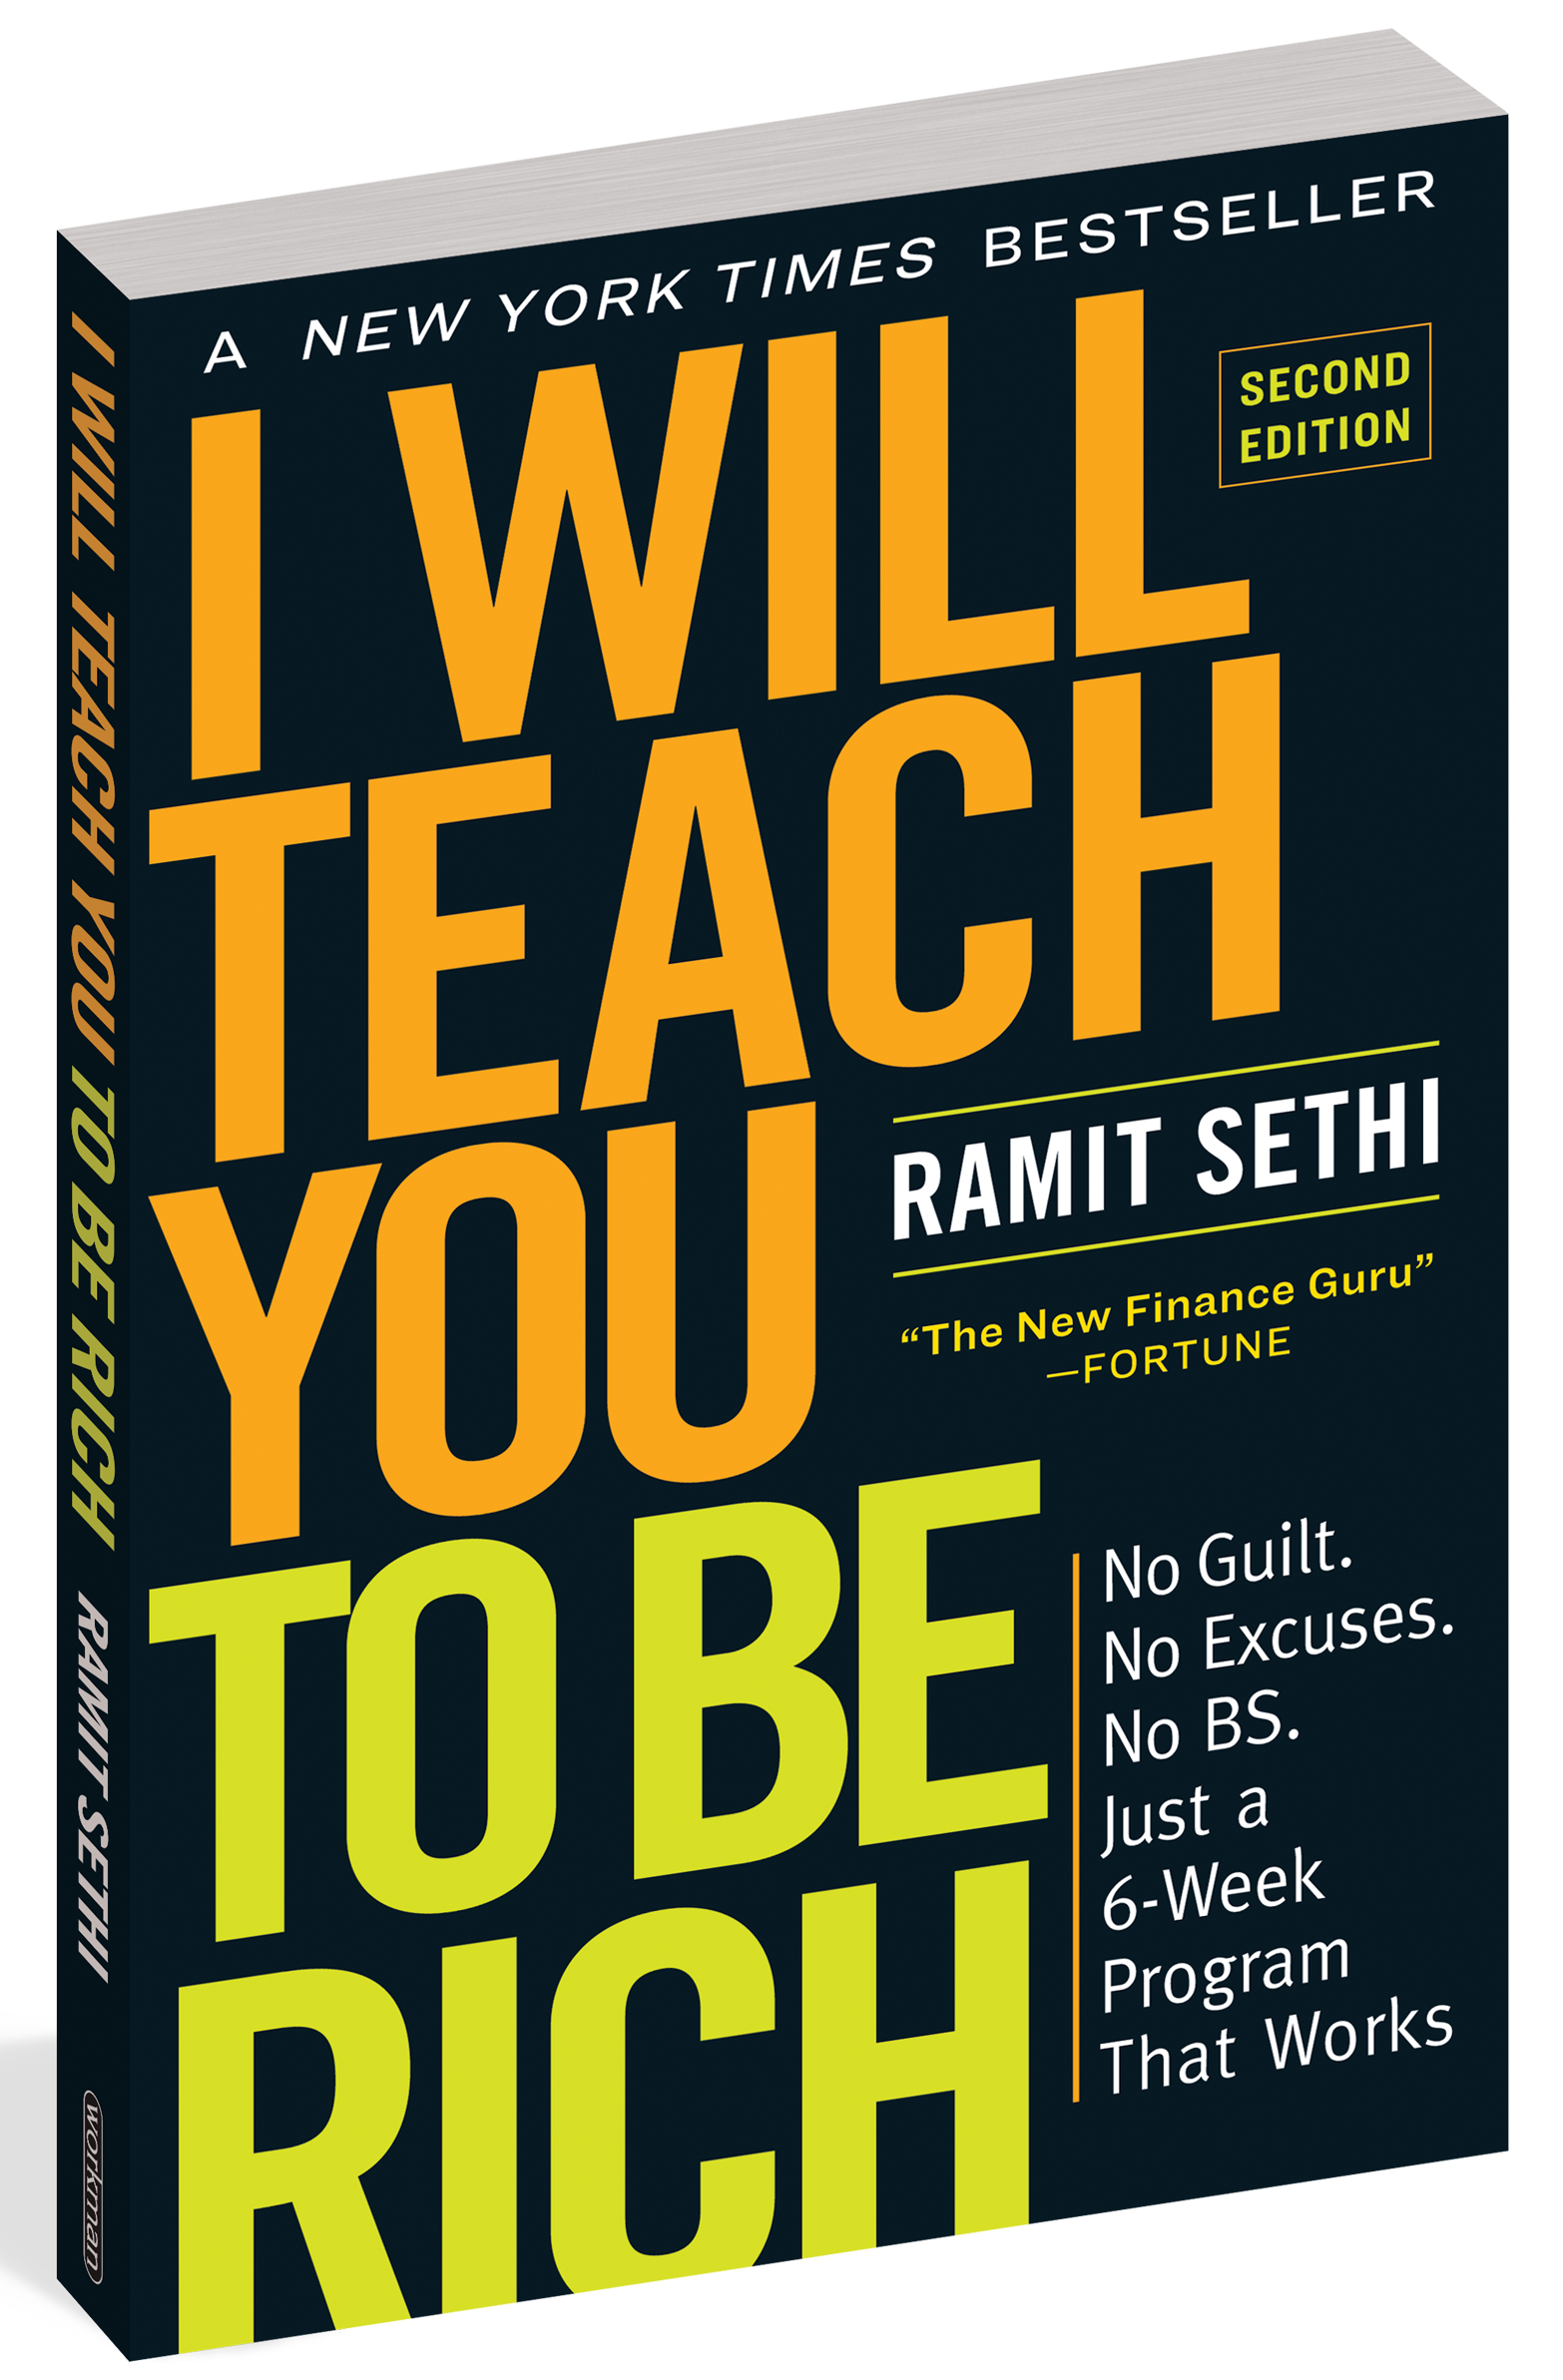 A NEW YORK TIMES BESTSELLER
SECOND
EDITION
I WILL
TEACH
YOU
TO BE
RICH
RAMIT SETHI
“The New Finance Guru”
—FORTUNE
No Guilt.
No Excuses.
No BS.
Just a
6-Week
Program
That Works
I WILL TEACH YOU TO BE RICH RAMIT SETHI
workman